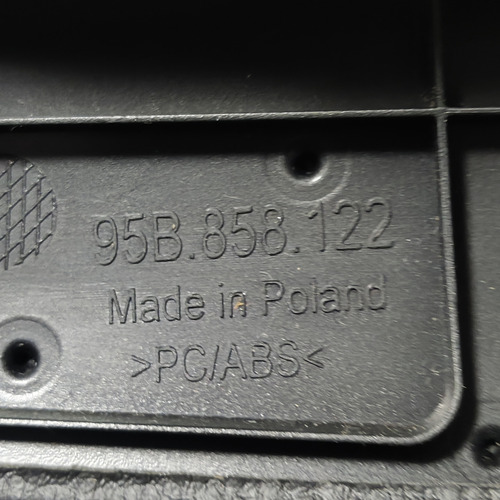 95B.858.122
Made in Poland
>PC/ABS<